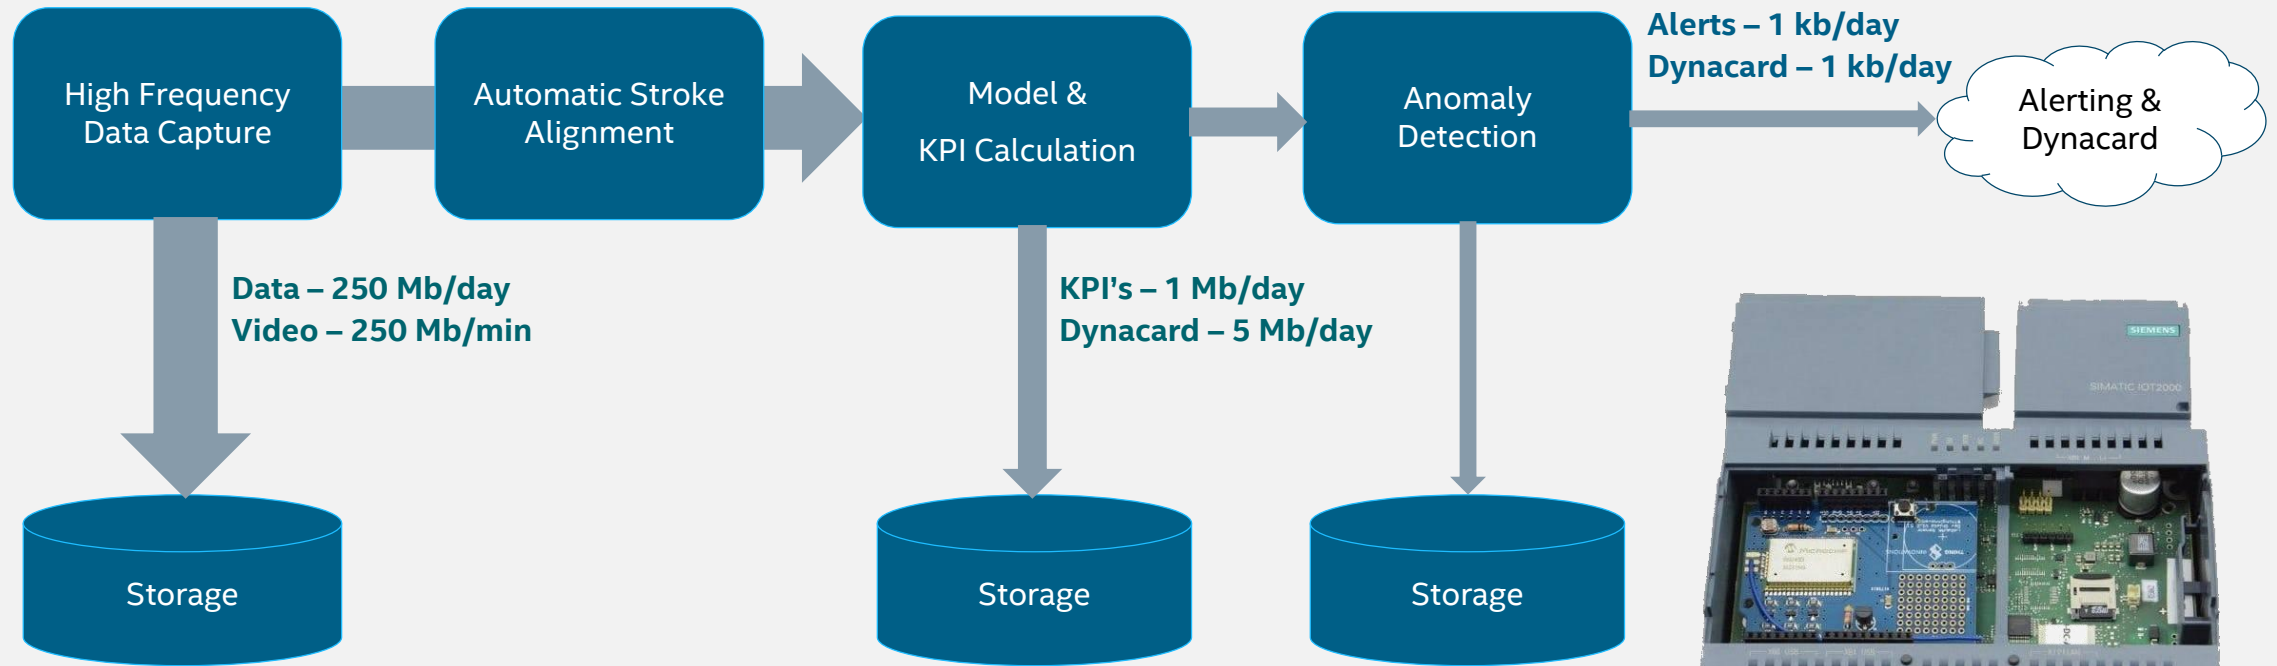 High Frequency
Data Capture
Automatic Stroke
Alignment
Model &
KPI Calculation
Anomaly
Detection
Alerts – 1 kb/day
Dynacard – 1 kb/day
Alerting &
Dynacard
Data – 250 Mb/day
Video – 250 Mb/min
KPI's – 1 Mb/day
Dynacard – 5 Mb/day
Storage
Storage
Storage
SIEMENS
SIMATIC IOT2000
MICROCHIP